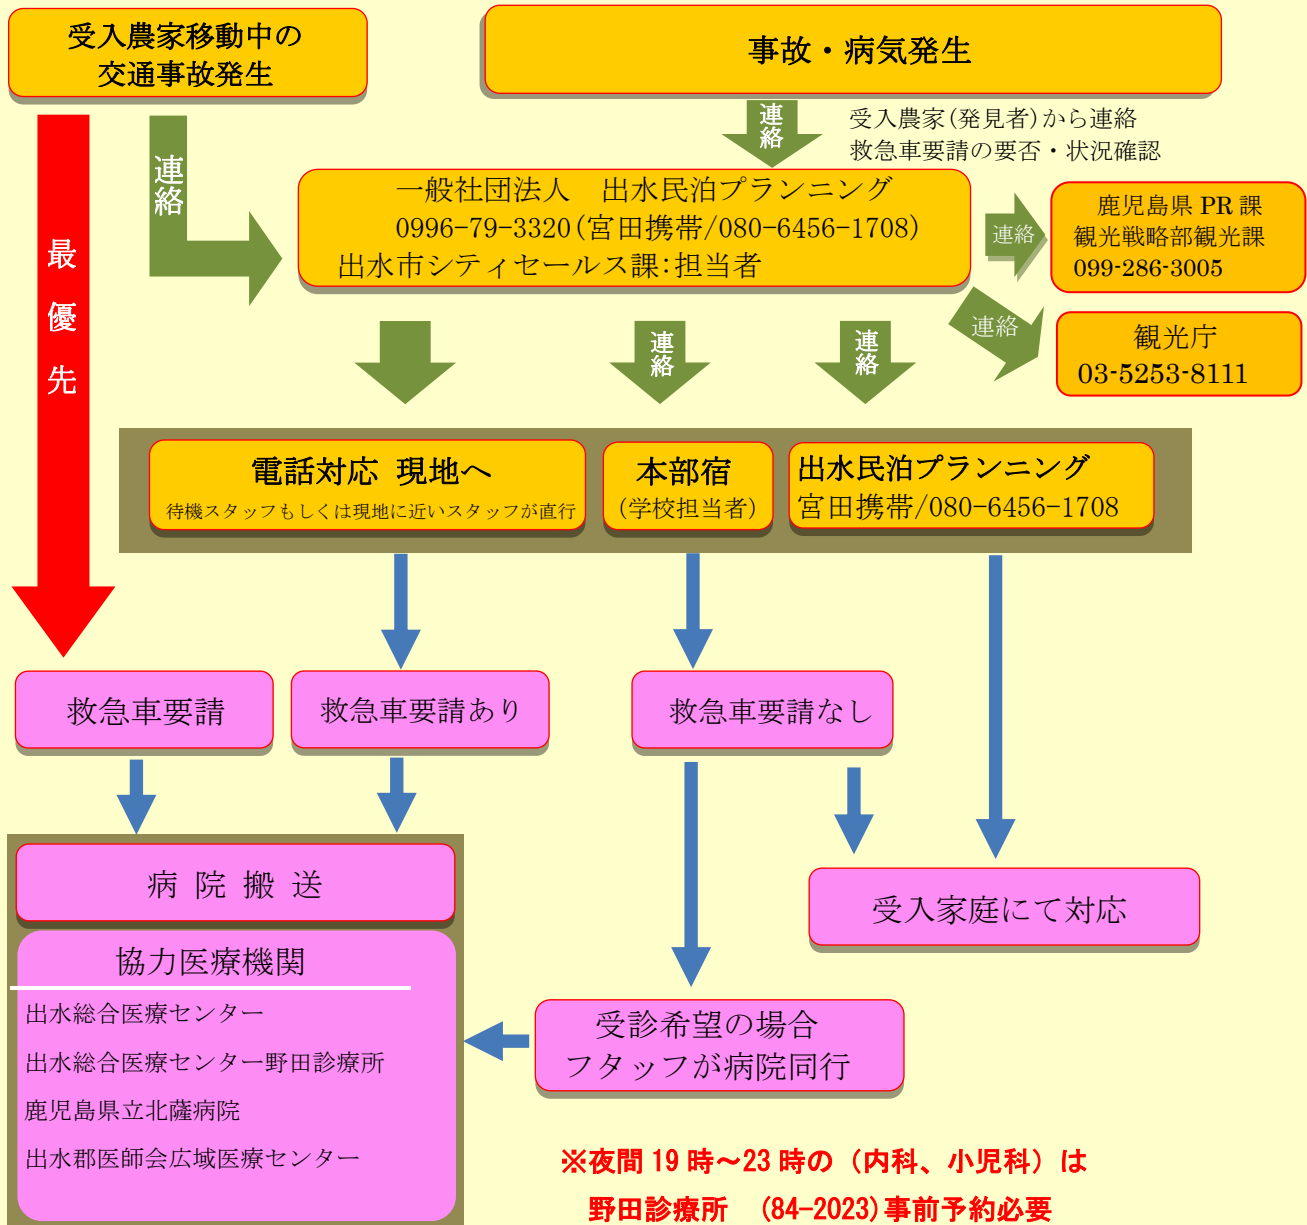 受入農家移動中の
交通事故発生
事故・病気発生
連絡
連絡
受入農家(発見者)から連絡
救急車要請の要否・状況確認
一般社団法人　出水民泊プランニング
0996-79-3320(宮田携帯/080-6456-1708)
出水市シティセールス課:担当者
連絡
鹿児島県 PR 課
観光戦略部観光課
099-286-3005
連絡
観光庁
03-5253-8111
最優先
連絡
連絡
電話対応 現地へ
待機スタッフもしくは現地に近いスタッフが直行
本部宿
(学校担当者)
出水民泊プランニング
宮田携帯/080-6456-1708
救急車要請
救急車要請あり
救急車要請なし
病 院 搬 送
受入家庭にて対応
協力医療機関
出水総合医療センター
出水総合医療センター野田診療所
鹿児島県立北薩病院
出水郡医師会広域医療センター
受診希望の場合
フタッフが病院同行
※夜間 19 時～23 時の（内科、小児科）は
野田診療所　(84-2023)事前予約必要